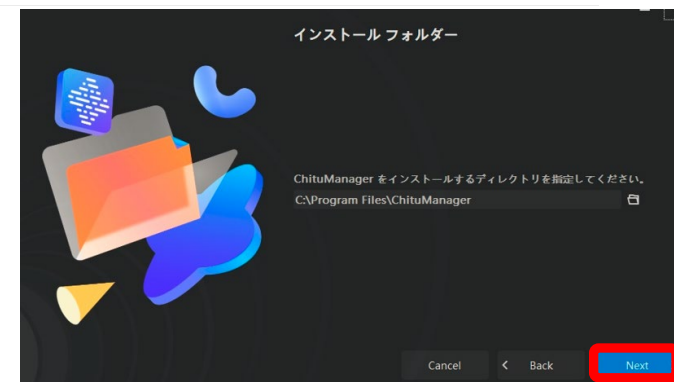 インストール フォルダー
ChituManager をインストールするディレクトリを指定してください。
C:\Program Files\ChituManager
Cancel
Back
Next